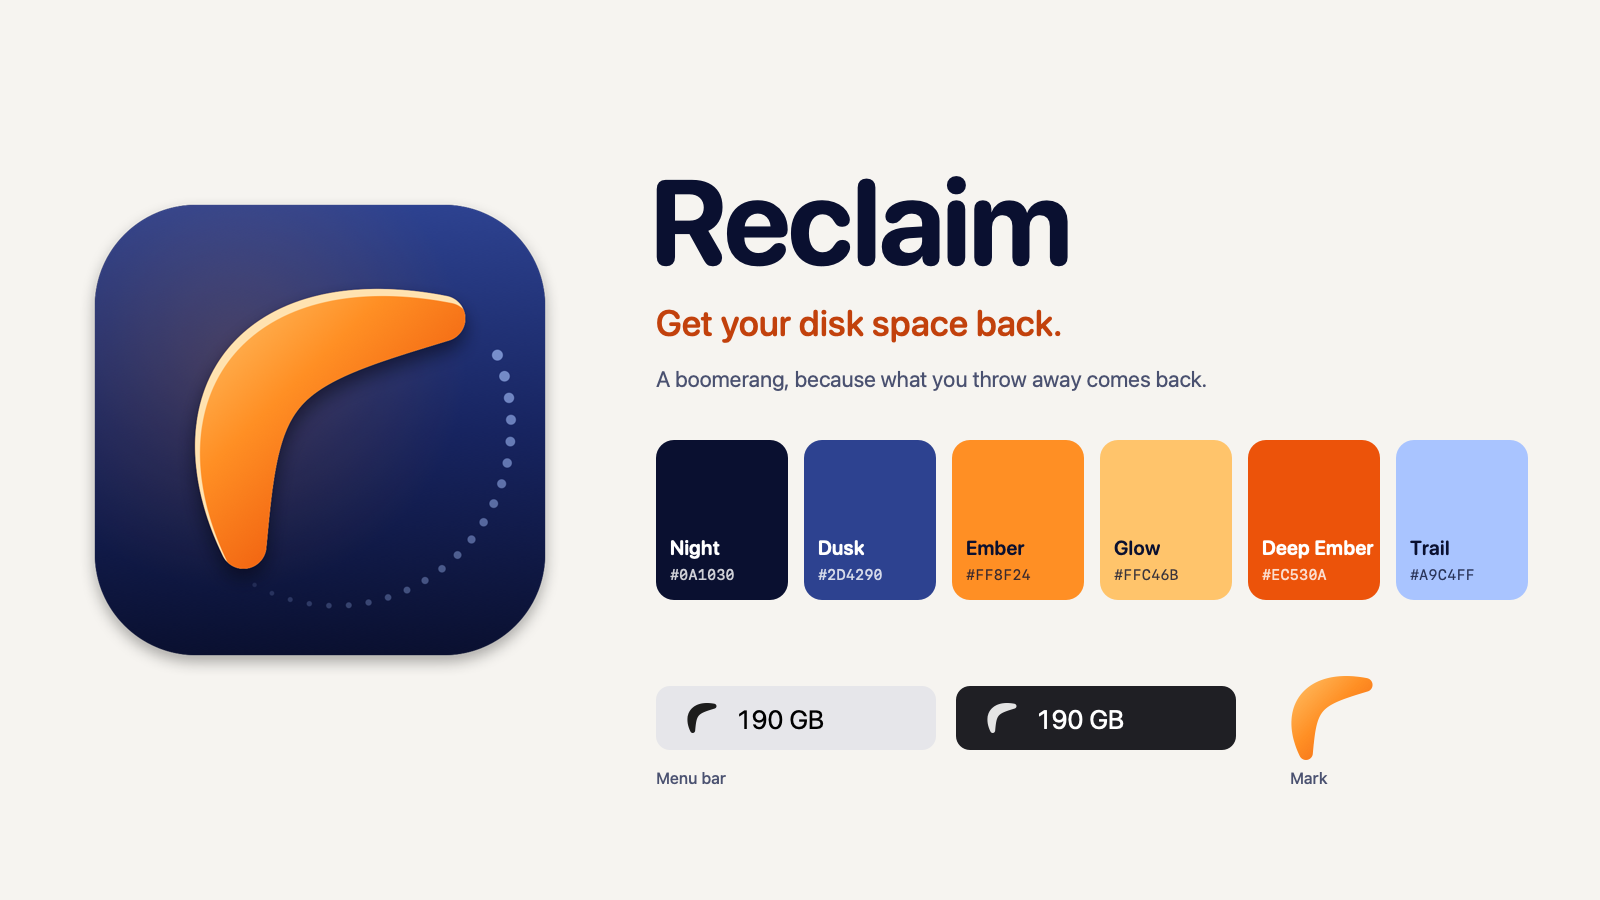 Reclaim
Get your disk space back.
A boomerang, because what you throw away comes back.
Night
#0A1030
Dusk
#2D4290
Ember
#FF8F24
Glow
#FFC46B
Deep Ember
#EC530A
Trail
#A9C4FF
190 GB
190 GB
Menu bar
Mark